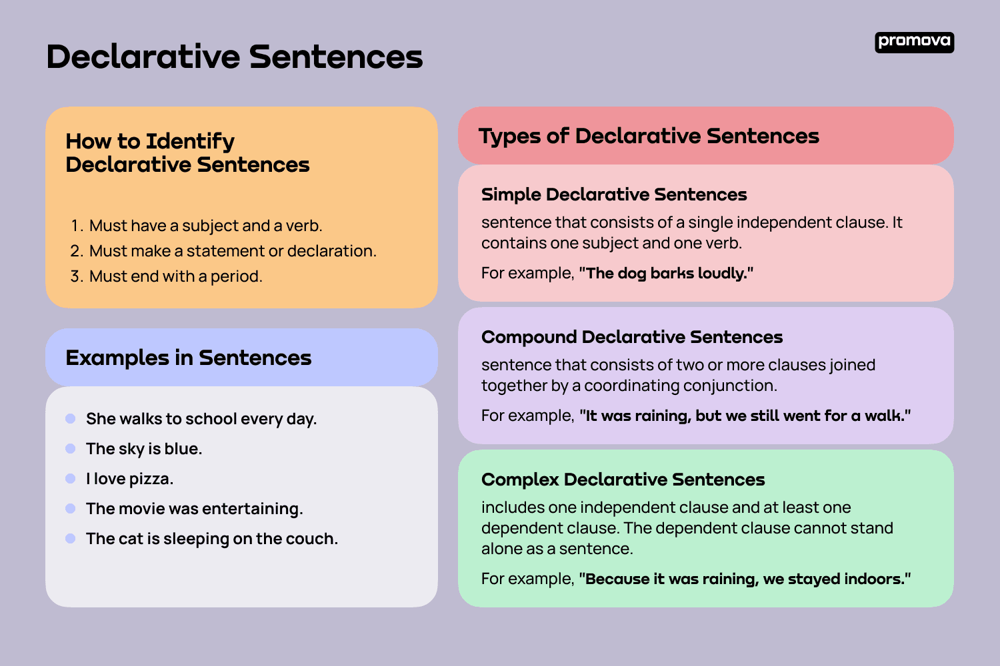 Declarative Sentences
promova
How to Identify
Declarative Sentences
1. Must have a subject and a verb.
2. Must make a statement or declaration.
3. Must end with a period.
Examples in Sentences
She walks to school every day.
The sky is blue.
I love pizza.
The movie was entertaining.
The cat is sleeping on the couch.
Types of Declarative Sentences
Simple Declarative Sentences
sentence that consists of a single independent clause. It
contains one subject and one verb.
For example, "The dog barks loudly."
Compound Declarative Sentences
sentence that consists of two or more clauses joined
together by a coordinating conjunction.
For example, "It was raining, but we still went for a walk."
Complex Declarative Sentences
includes one independent clause and at least one
dependent clause. The dependent clause cannot stand
alone as a sentence.
For example, "Because it was raining, we stayed indoors."